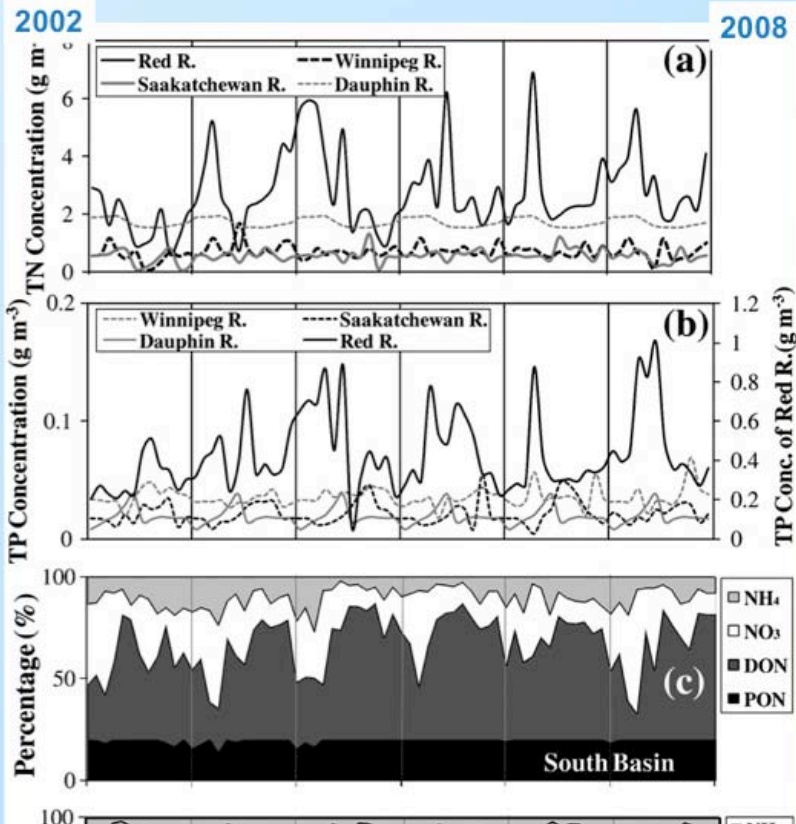 2002
2008
TN Concentration (g m-
8
6
4
2
0
Red R.
Winnipeg R.
Saakatchewan R.
Dauphin R.
(a)
TP Concentration (g m-3)
0.2
0.1
0
Winnipeg R.
Saakatchewan R.
Dauphin R.
Red R.
(b)
1.2
1
0.8
0.6
0.4
0.2
0
TP Conc. of Red R.(g m-3)
Percentage (%)
100
50
0
(c)
South Basin
NH4
NO3
DON
PON
100